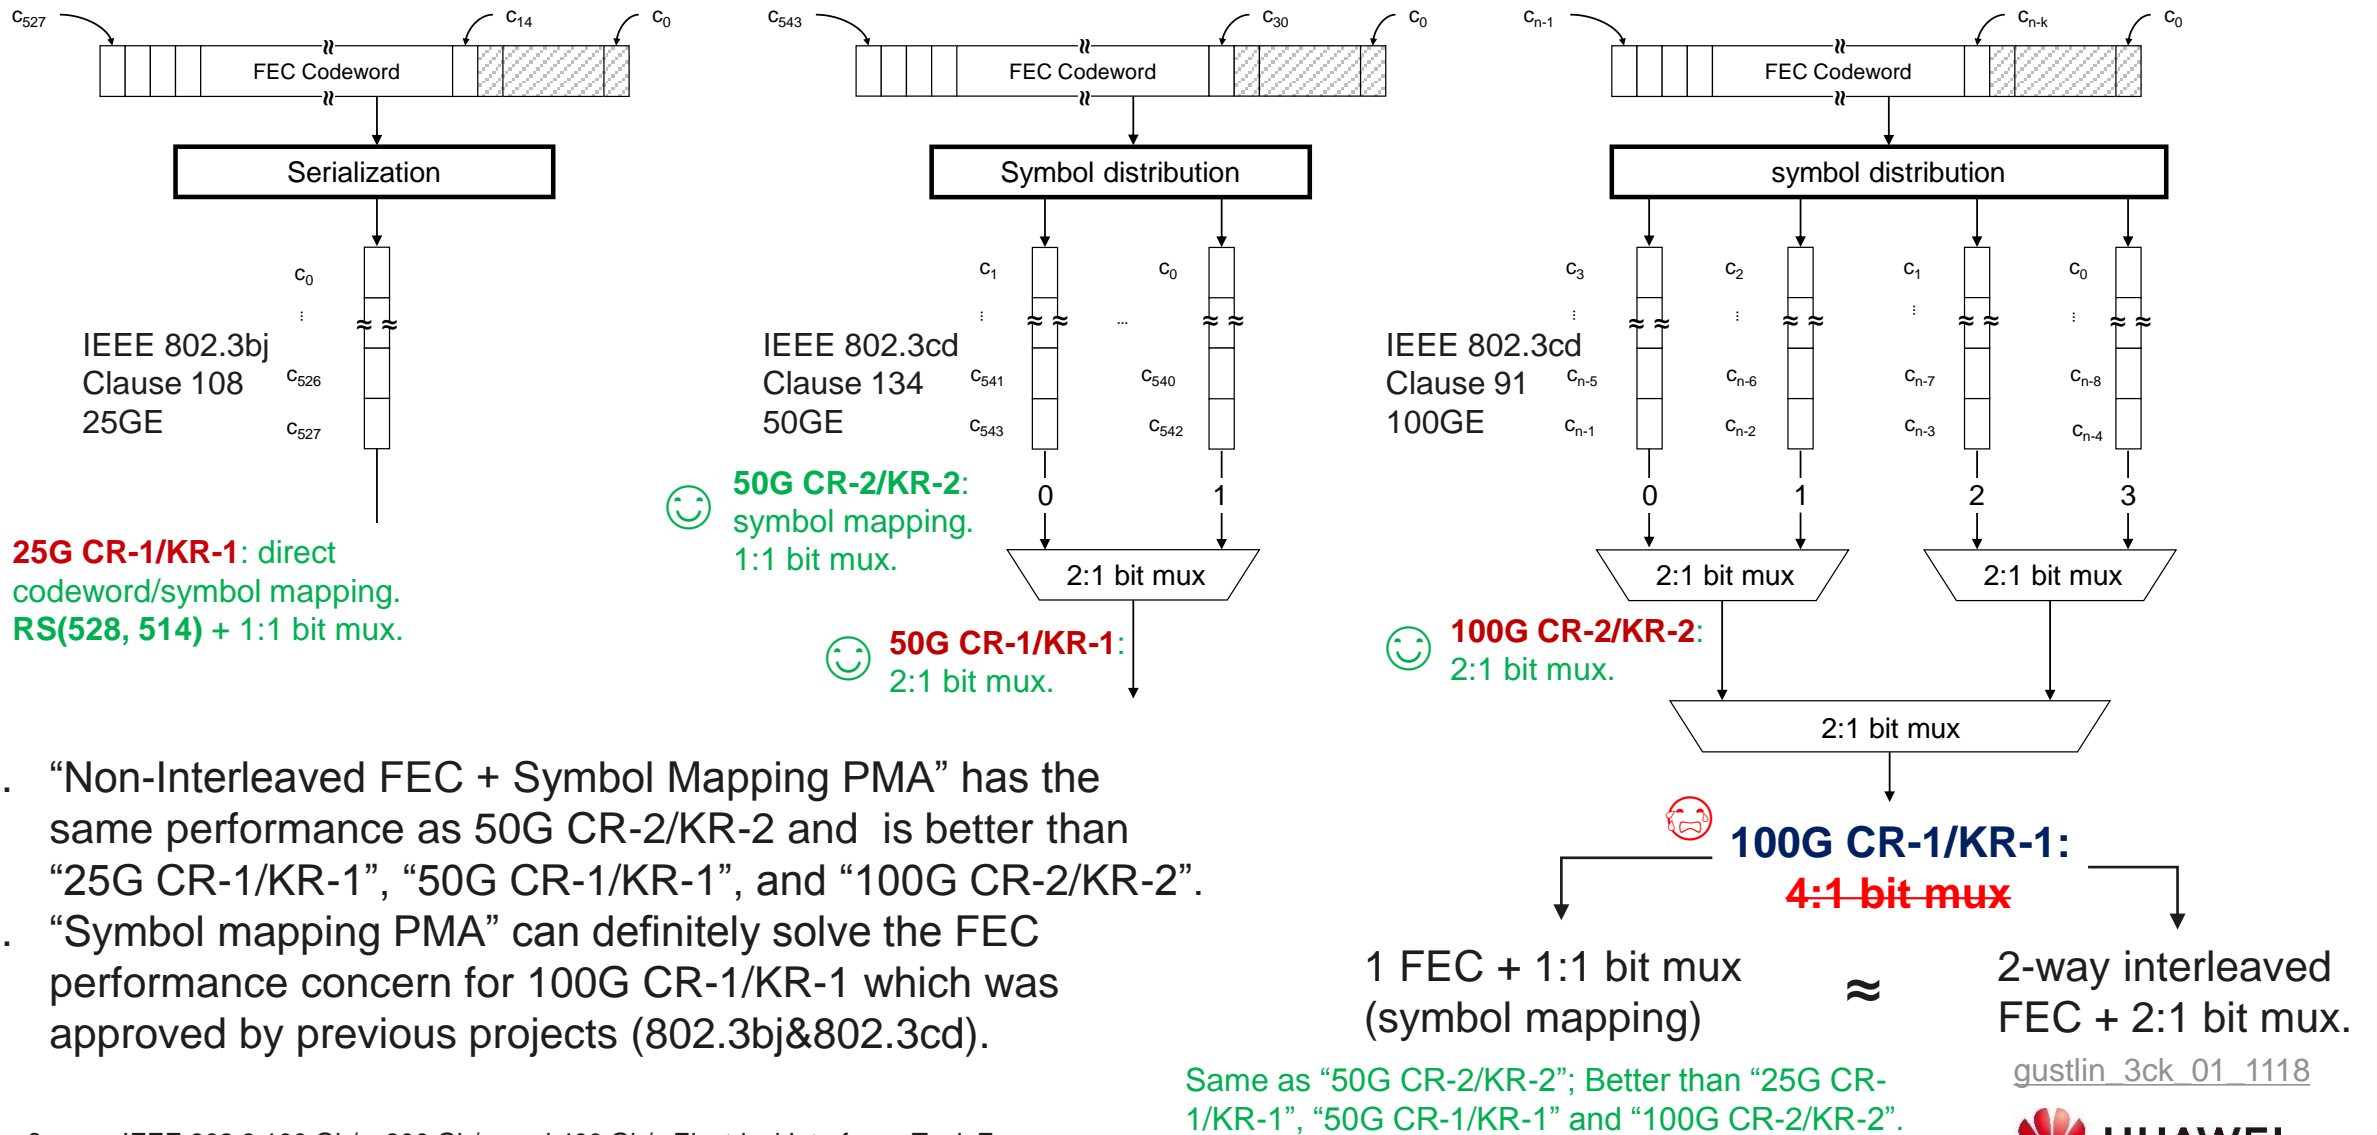 c527 c14 c0
FEC Codeword
Serialization
c0
⋮
IEEE 802.3bj
Clause 108
25GE
c526
c527
25G CR-1/KR-1: direct
codeword/symbol mapping.
RS(528, 514) + 1:1 bit mux.
c543 c30 c0
FEC Codeword
Symbol distribution
c1 c0
⋮ ...
IEEE 802.3cd
Clause 134
50GE
c541 c540
c543 c542
0 1
50G CR-2/KR-2:
symbol mapping.
1:1 bit mux.
2:1 bit mux
50G CR-1/KR-1:
2:1 bit mux.
cn-1 cn-k c0
FEC Codeword
symbol distribution
c3 c2 c1 c0
⋮ ⋮ ⋮ ⋮
IEEE 802.3cd
Clause 91
100GE
cn-5 cn-6 cn-7 cn-8
cn-1 cn-2 cn-3 cn-4
0 1 2 3
2:1 bit mux 2:1 bit mux
100G CR-2/KR-2:
2:1 bit mux.
2:1 bit mux
100G CR-1/KR-1:
4:1 bit mux
1 FEC + 1:1 bit mux
(symbol mapping)
≈
2-way interleaved
FEC + 2:1 bit mux.
gustlin_3ck_01_1118
Same as “50G CR-2/KR-2”; Better than “25G CR-
1/KR-1”, “50G CR-1/KR-1” and “100G CR-2/KR-2”.
. “Non-Interleaved FEC + Symbol Mapping PMA” has the
same performance as 50G CR-2/KR-2 and is better than
“25G CR-1/KR-1”, “50G CR-1/KR-1”, and “100G CR-2/KR-2”.
. “Symbol mapping PMA” can definitely solve the FEC
performance concern for 100G CR-1/KR-1 which was
approved by previous projects (802.3bj&802.3cd).
HUAWEI